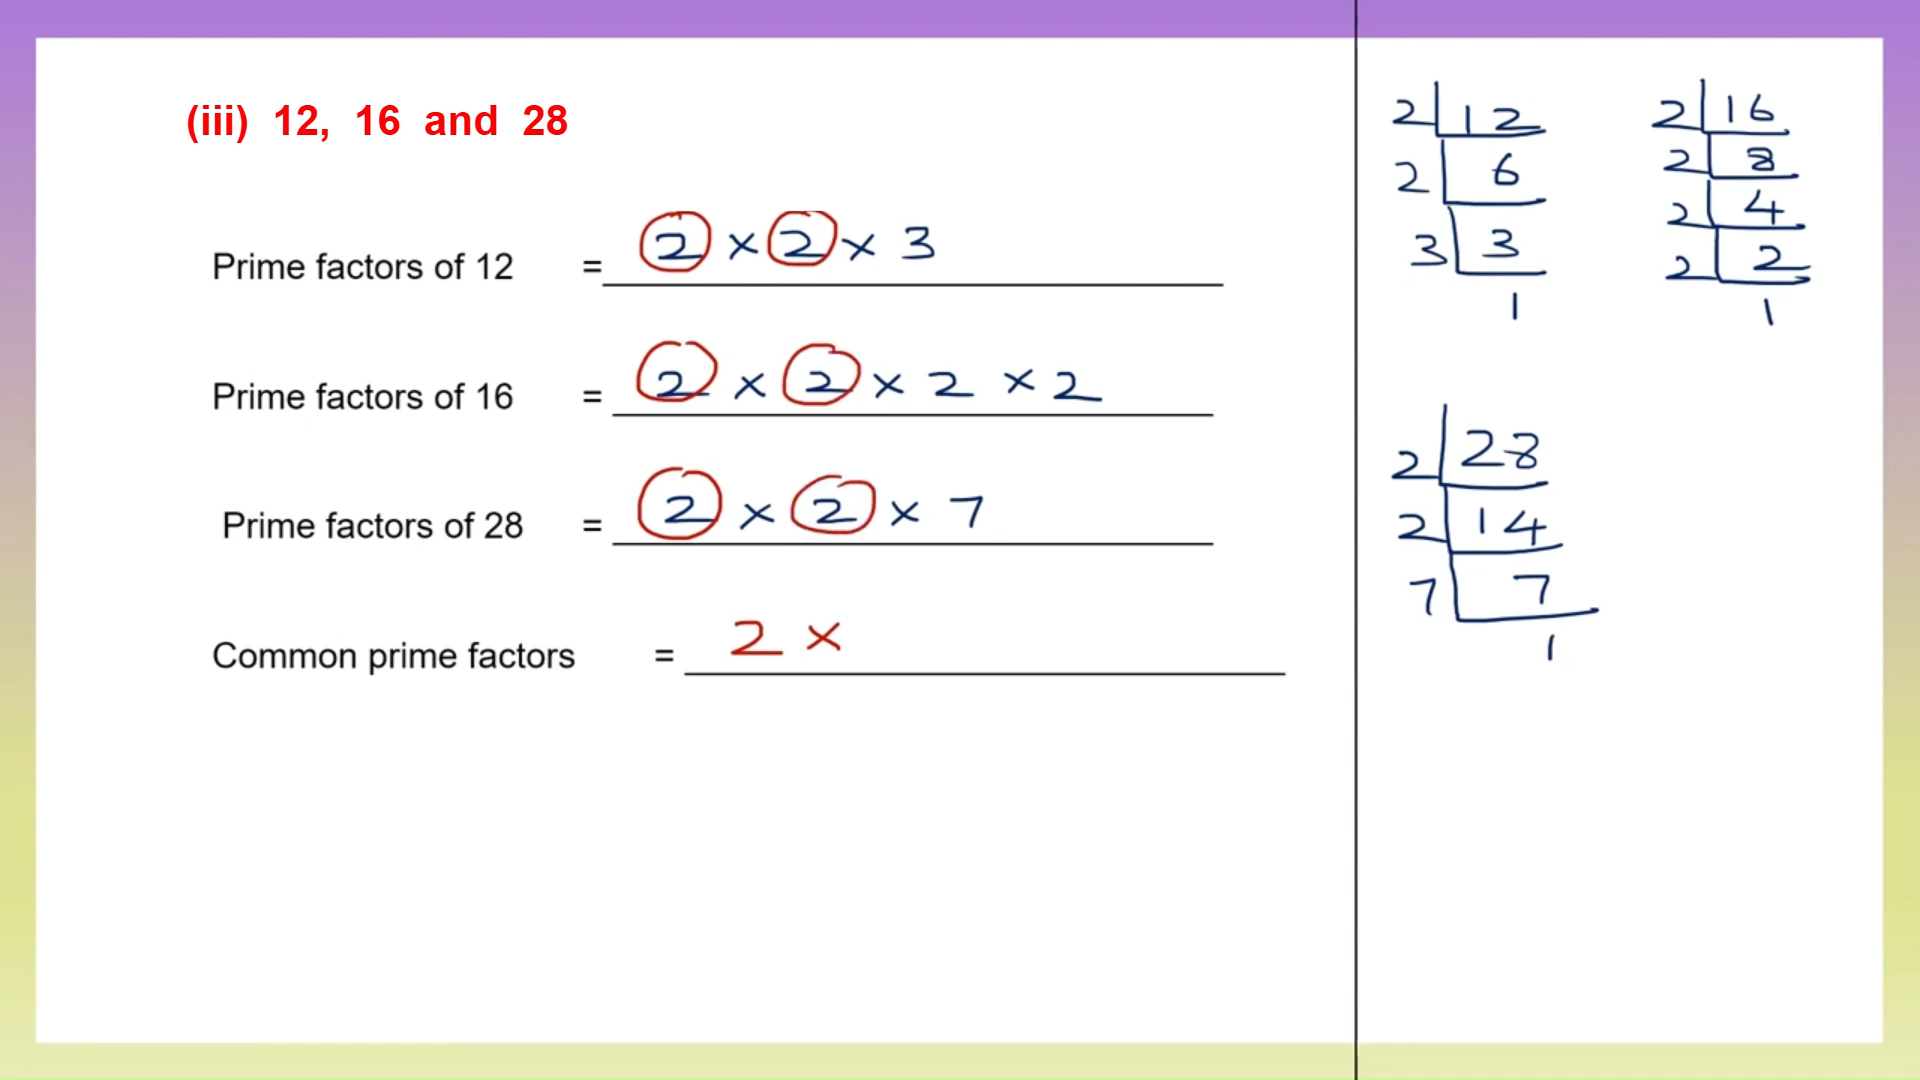 (iii) 12, 16 and 28
Prime factors of 12 = 2 × 2 × 3
Prime factors of 16 = 2 × 2 × 2 × 2
Prime factors of 28 = 2 × 2 × 7
Common prime factors = 2 ×
2 12
2 6
3 3
1
2 16
2 8
2 4
2 2
1
2 28
2 14
7 7
1